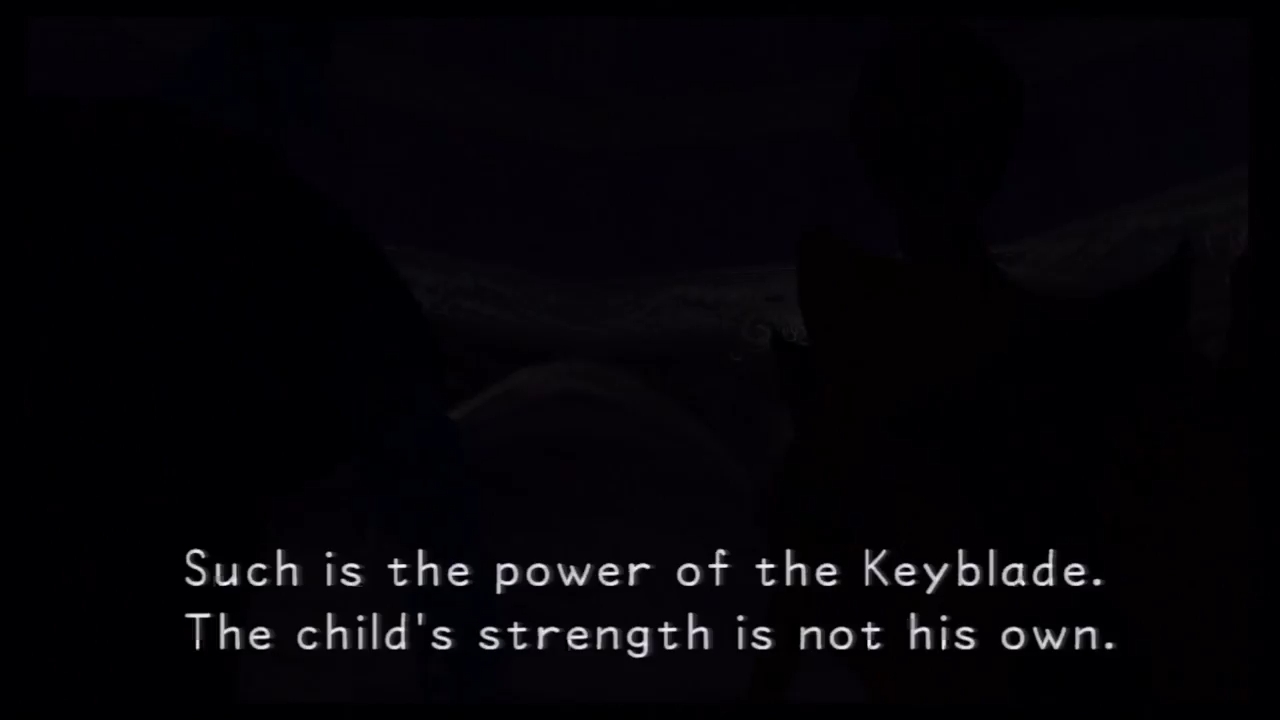 Such is the power of the Keyblade.
The child's strength is not his own.